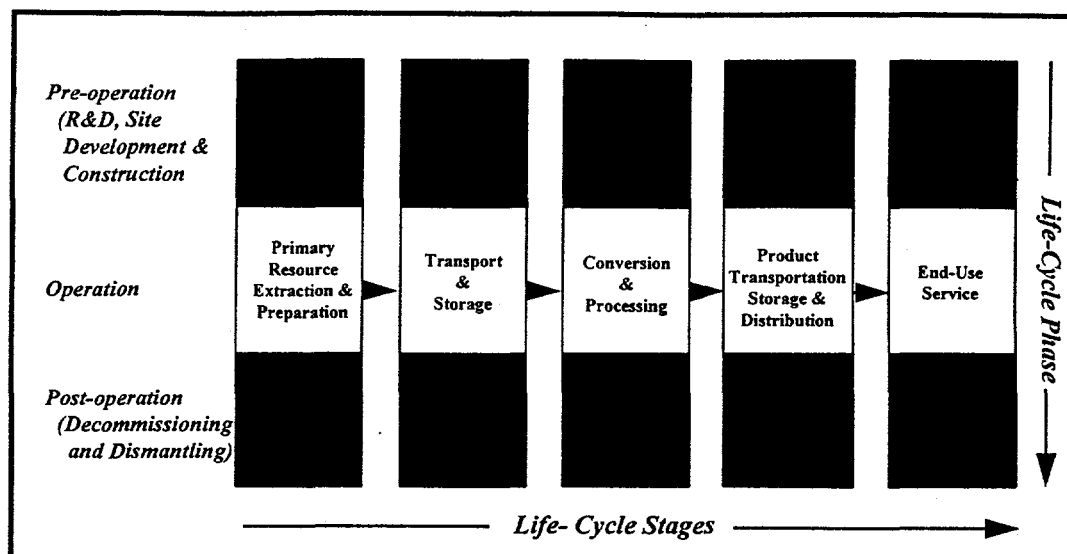 Pre-operation
(R&D, Site
Development &
Construction
Operation
Post-operation
(Decommissioning
and Dismantling)
Primary
Resource
Extraction &
Preparation
Transport
&
Storage
Conversion
&
Processing
Product
Transportation
Storage &
Distribution
End-Use
Service
Life-Cycle Phase
Life- Cycle Stages